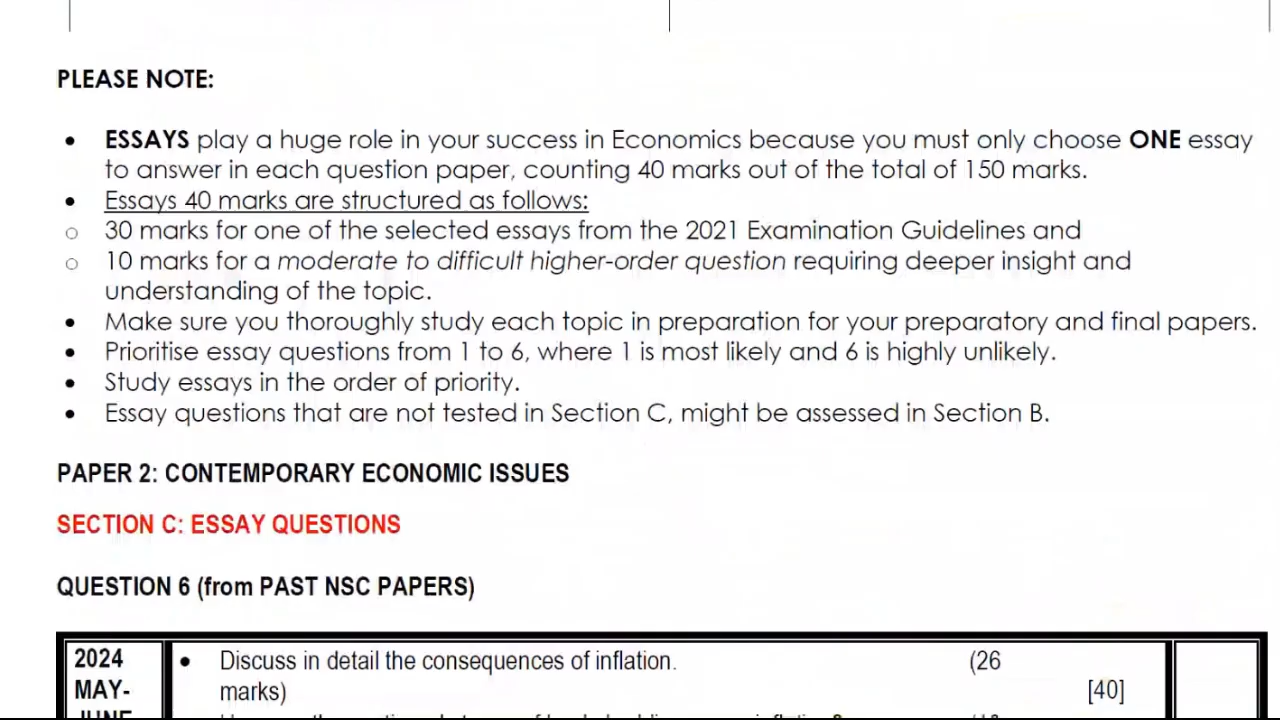 PLEASE NOTE:
• ESSAYS play a huge role in your success in Economics because you must only choose ONE essay
to answer in each question paper, counting 40 marks out of the total of 150 marks.
• Essays 40 marks are structured as follows:
○ 30 marks for one of the selected essays from the 2021 Examination Guidelines and
○ 10 marks for a moderate to difficult higher-order question requiring deeper insight and
understanding of the topic.
• Make sure you thoroughly study each topic in preparation for your preparatory and final papers.
• Prioritise essay questions from 1 to 6, where 1 is most likely and 6 is highly unlikely.
• Study essays in the order of priority.
• Essay questions that are not tested in Section C, might be assessed in Section B.
PAPER 2: CONTEMPORARY ECONOMIC ISSUES
SECTION C: ESSAY QUESTIONS
QUESTION 6 (from PAST NSC PAPERS)
2024 • Discuss in detail the consequences of inflation. (26
MAY- marks) [40]
JUNE